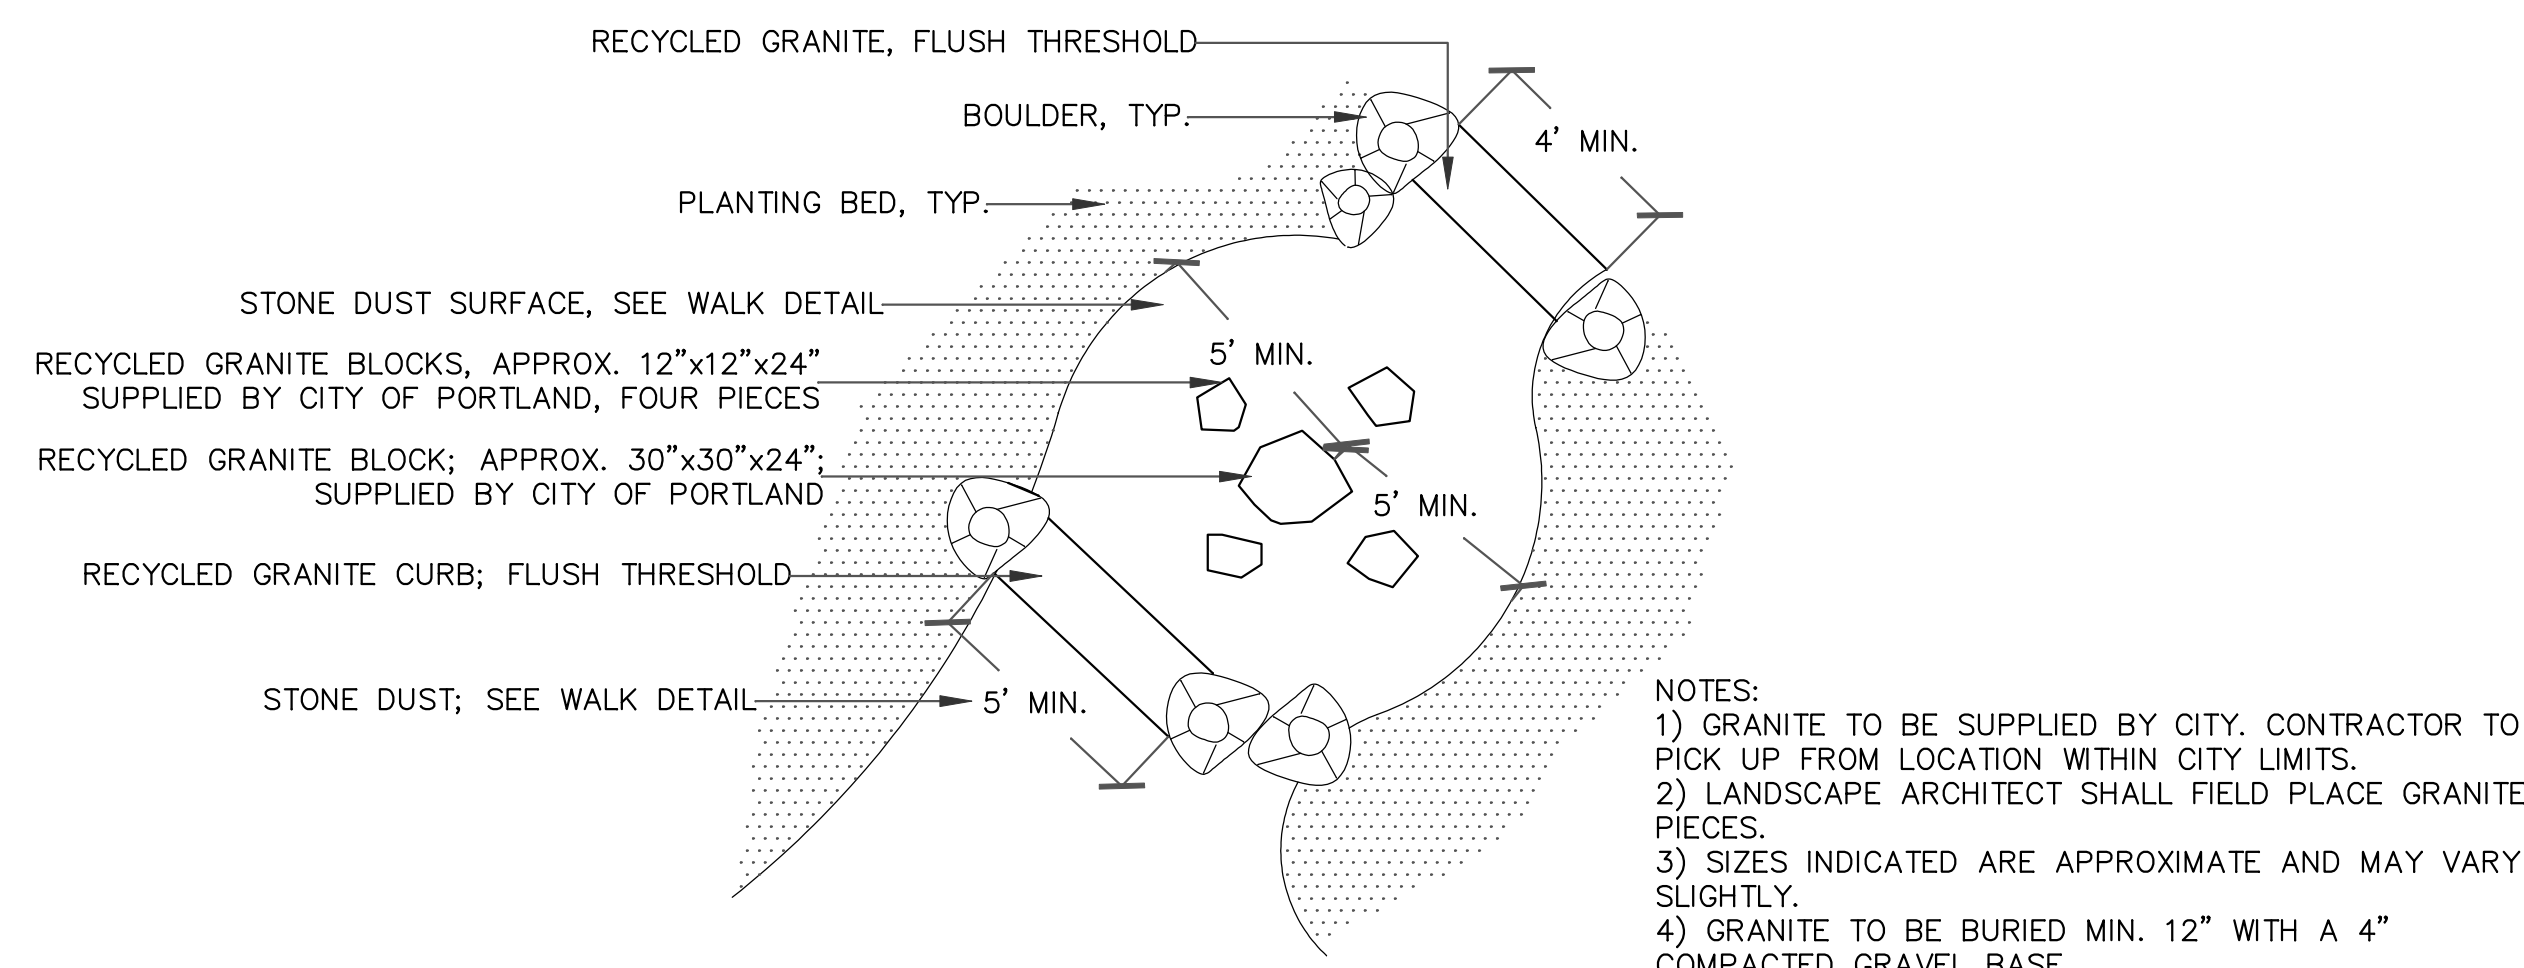 RECYCLED GRANITE, FLUSH THRESHOLD
BOULDER, TYP.
4' MIN.
PLANTING BED, TYP.
STONE DUST SURFACE, SEE WALK DETAIL
5' MIN.
RECYCLED GRANITE BLOCKS, APPROX. 12"x12"x24"
SUPPLIED BY CITY OF PORTLAND, FOUR PIECES
RECYCLED GRANITE BLOCK; APPROX. 30"x30"x24";
SUPPLIED BY CITY OF PORTLAND
5' MIN.
RECYCLED GRANITE CURB; FLUSH THRESHOLD
STONE DUST; SEE WALK DETAIL
5' MIN.
NOTES:
1) GRANITE TO BE SUPPLIED BY CITY. CONTRACTOR TO
PICK UP FROM LOCATION WITHIN CITY LIMITS.
2) LANDSCAPE ARCHITECT SHALL FIELD PLACE GRANITE
PIECES.
3) SIZES INDICATED ARE APPROXIMATE AND MAY VARY
SLIGHTLY.
4) GRANITE TO BE BURIED MIN. 12" WITH A 4"
COMPACTED GRAVEL BASE